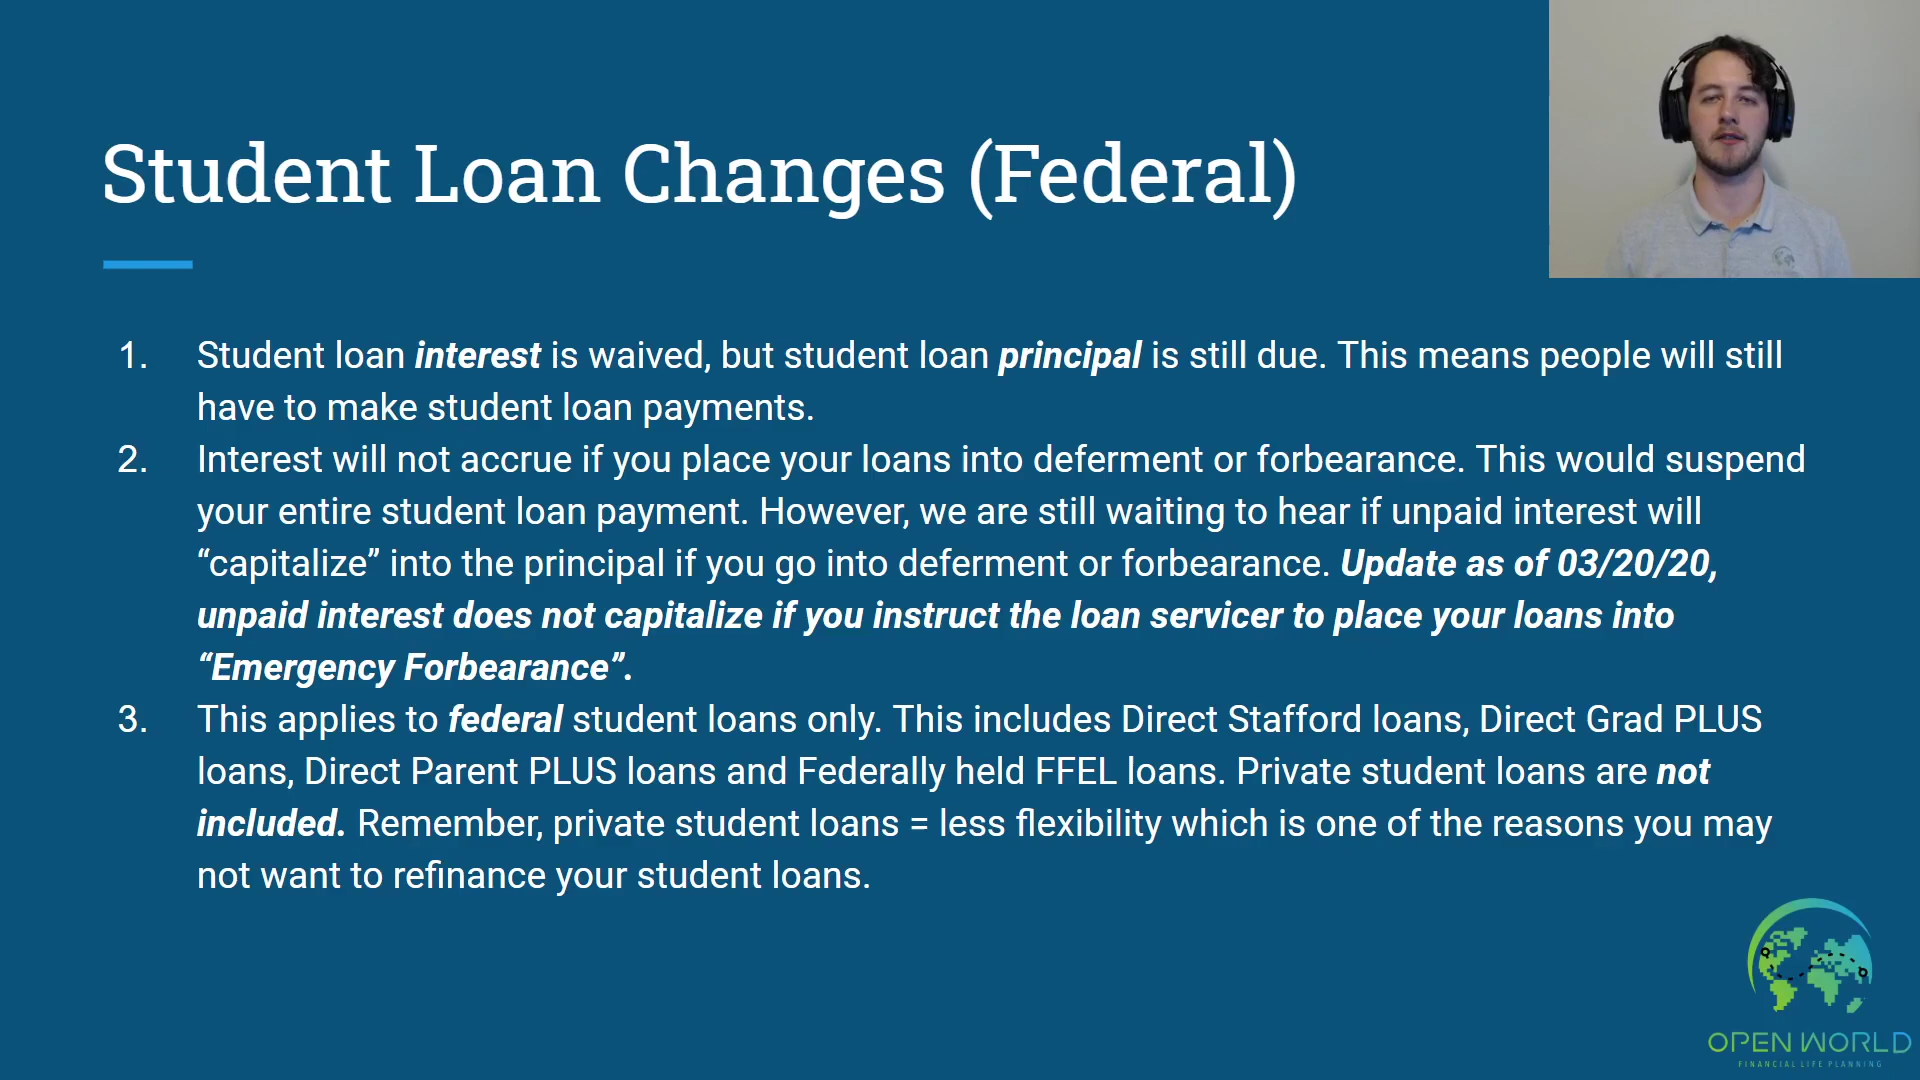 Student Loan Changes (Federal)
1. Student loan interest is waived, but student loan principal is still due. This means people will still
have to make student loan payments.
2. Interest will not accrue if you place your loans into deferment or forbearance. This would suspend
your entire student loan payment. However, we are still waiting to hear if unpaid interest will
“capitalize” into the principal if you go into deferment or forbearance. Update as of 03/20/20,
unpaid interest does not capitalize if you instruct the loan servicer to place your loans into
“Emergency Forbearance”.
3. This applies to federal student loans only. This includes Direct Stafford loans, Direct Grad PLUS
loans, Direct Parent PLUS loans and Federally held FFEL loans. Private student loans are not
included. Remember, private student loans = less flexibility which is one of the reasons you may
not want to refinance your student loans.
OPEN WORLD
FINANCIAL LIFE PLANNING